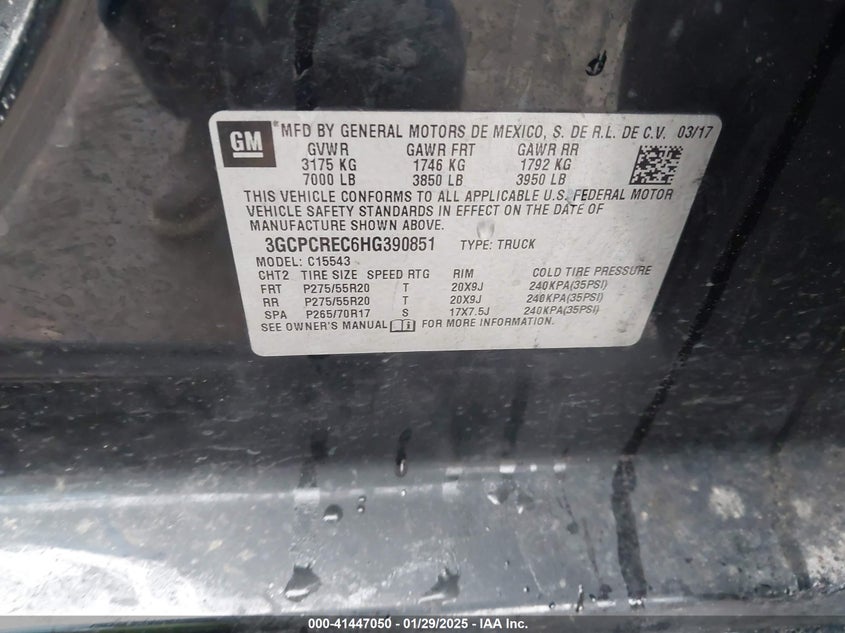 GM
*MFD BY GENERAL MOTORS DE MEXICO, S. DE R.L. DE C.V. 03/17
GVWR GAWR FRT GAWR RR
3175 KG 1746 KG 1792 KG
7000 LB 3850 LB 3950 LB
THIS VEHICLE CONFORMS TO ALL APPLICABLE U.S. FEDERAL MOTOR
VEHICLE SAFETY STANDARDS IN EFFECT ON THE DATE OF
MANUFACTURE SHOWN ABOVE.
3GCPCREC6HG390851 TYPE: TRUCK
MODEL: C15543
CHT2 TIRE SIZE SPEED RTG RIM COLD TIRE PRESSURE
FRT P275/55R20 T 20X9J 240KPA(35PSI)
RR P275/55R20 T 20X9J 240KPA(35PSI)
SPA P265/70R17 S 17X7.5J 240KPA(35PSI)
SEE OWNER'S MANUAL FOR MORE INFORMATION.
000-41447050 - 01/29/2025 - IAA Inc.